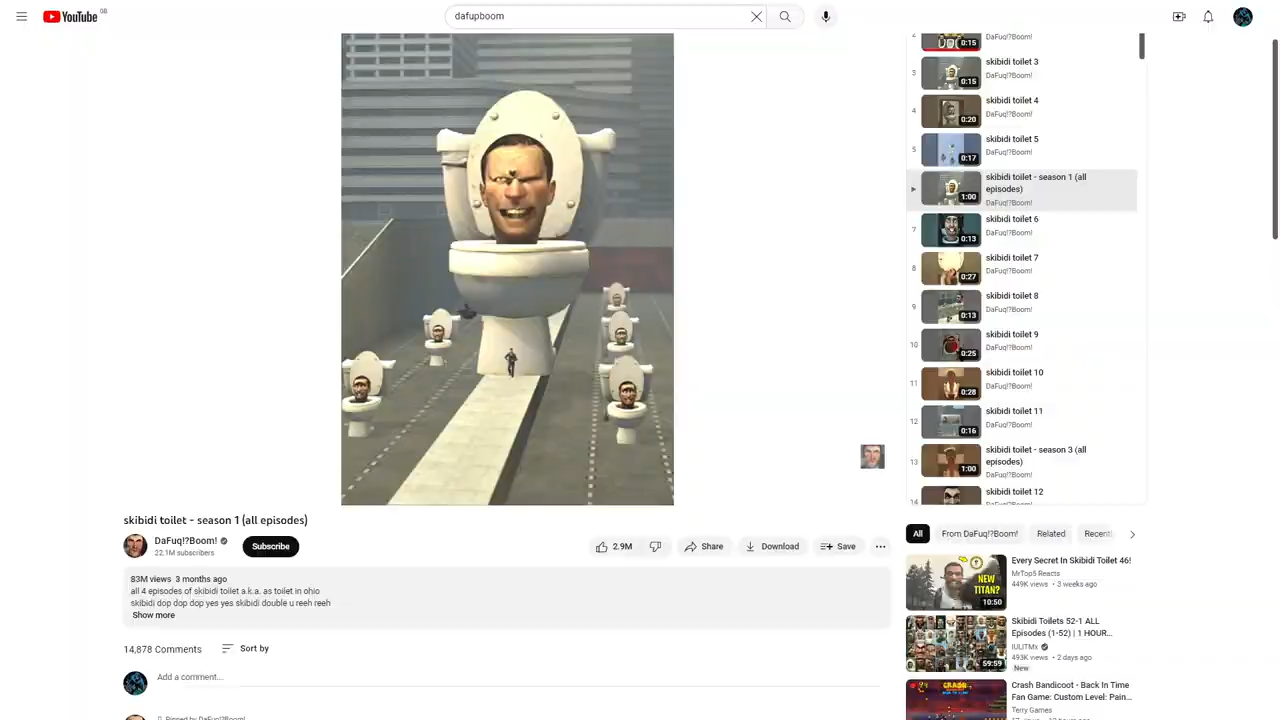 YouTube GB
dafupboom
0:15
DaFuq!?Boom!
3
0:15
skibidi toilet 3
DaFuq!?Boom!
4
0:20
skibidi toilet 4
DaFuq!?Boom!
5
0:17
skibidi toilet 5
DaFuq!?Boom!
1:00
skibidi toilet - season 1 (all
episodes)
DaFuq!?Boom!
7
0:13
skibidi toilet 6
DaFuq!?Boom!
8
0:27
skibidi toilet 7
DaFuq!?Boom!
9
0:13
skibidi toilet 8
DaFuq!?Boom!
10
0:25
skibidi toilet 9
DaFuq!?Boom!
11
0:28
skibidi toilet 10
DaFuq!?Boom!
12
0:16
skibidi toilet 11
DaFuq!?Boom!
13
1:00
skibidi toilet - season 3 (all
episodes)
DaFuq!?Boom!
14
skibidi toilet 12
skibidi toilet - season 1 (all episodes)
DaFuq!?Boom!
22.1M subscribers
Subscribe
2.9M
Share
Download
Save
83M views 3 months ago
all 4 episodes of skibidi toilet a.k.a. as toilet in ohio
skibidi dop dop dop yes yes skibidi double u reeh reeh
Show more
14,878 Comments
Sort by
Add a comment...
Pinned by DaFuq!?Boom!
All
From DaFuq!?Boom!
Related
Recent
NEW
TITAN?
10:50
Every Secret In Skibidi Toilet 46!
MrTop5 Reacts
449K views • 3 weeks ago
59:59
Skibidi Toilets 52-1 ALL
Episodes (1-52) | 1 HOUR...
IULITMx
493K views • 2 days ago
New
CRASH
Crash Bandicoot - Back In Time
Fan Game: Custom Level: Pain...
Terry Games